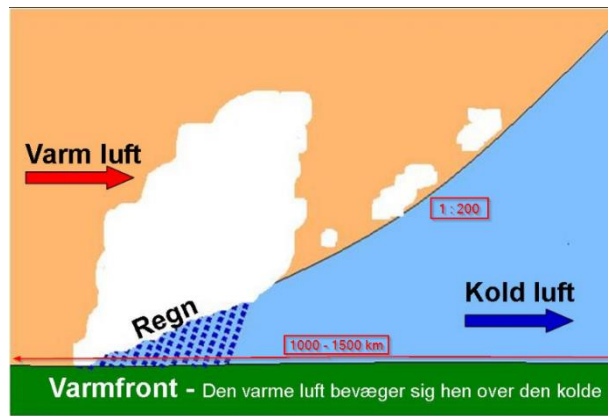 Varm luft
1 : 200
Kold luft
Regn
1000 - 1500 km
Varmfront - Den varme luft bevæger sig hen over den kolde